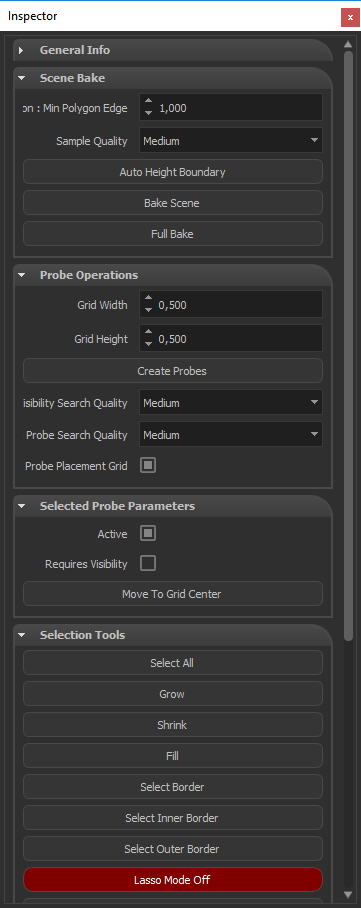 Inspector
x
General Info
Scene Bake
on : Min Polygon Edge 1,000
Sample Quality Medium
Auto Height Boundary
Bake Scene
Full Bake
Probe Operations
Grid Width 0,500
Grid Height 0,500
Create Probes
isibility Search Quality Medium
Probe Search Quality Medium
Probe Placement Grid
Selected Probe Parameters
Active
Requires Visibility
Move To Grid Center
Selection Tools
Select All
Grow
Shrink
Fill
Select Border
Select Inner Border
Select Outer Border
Lasso Mode Off